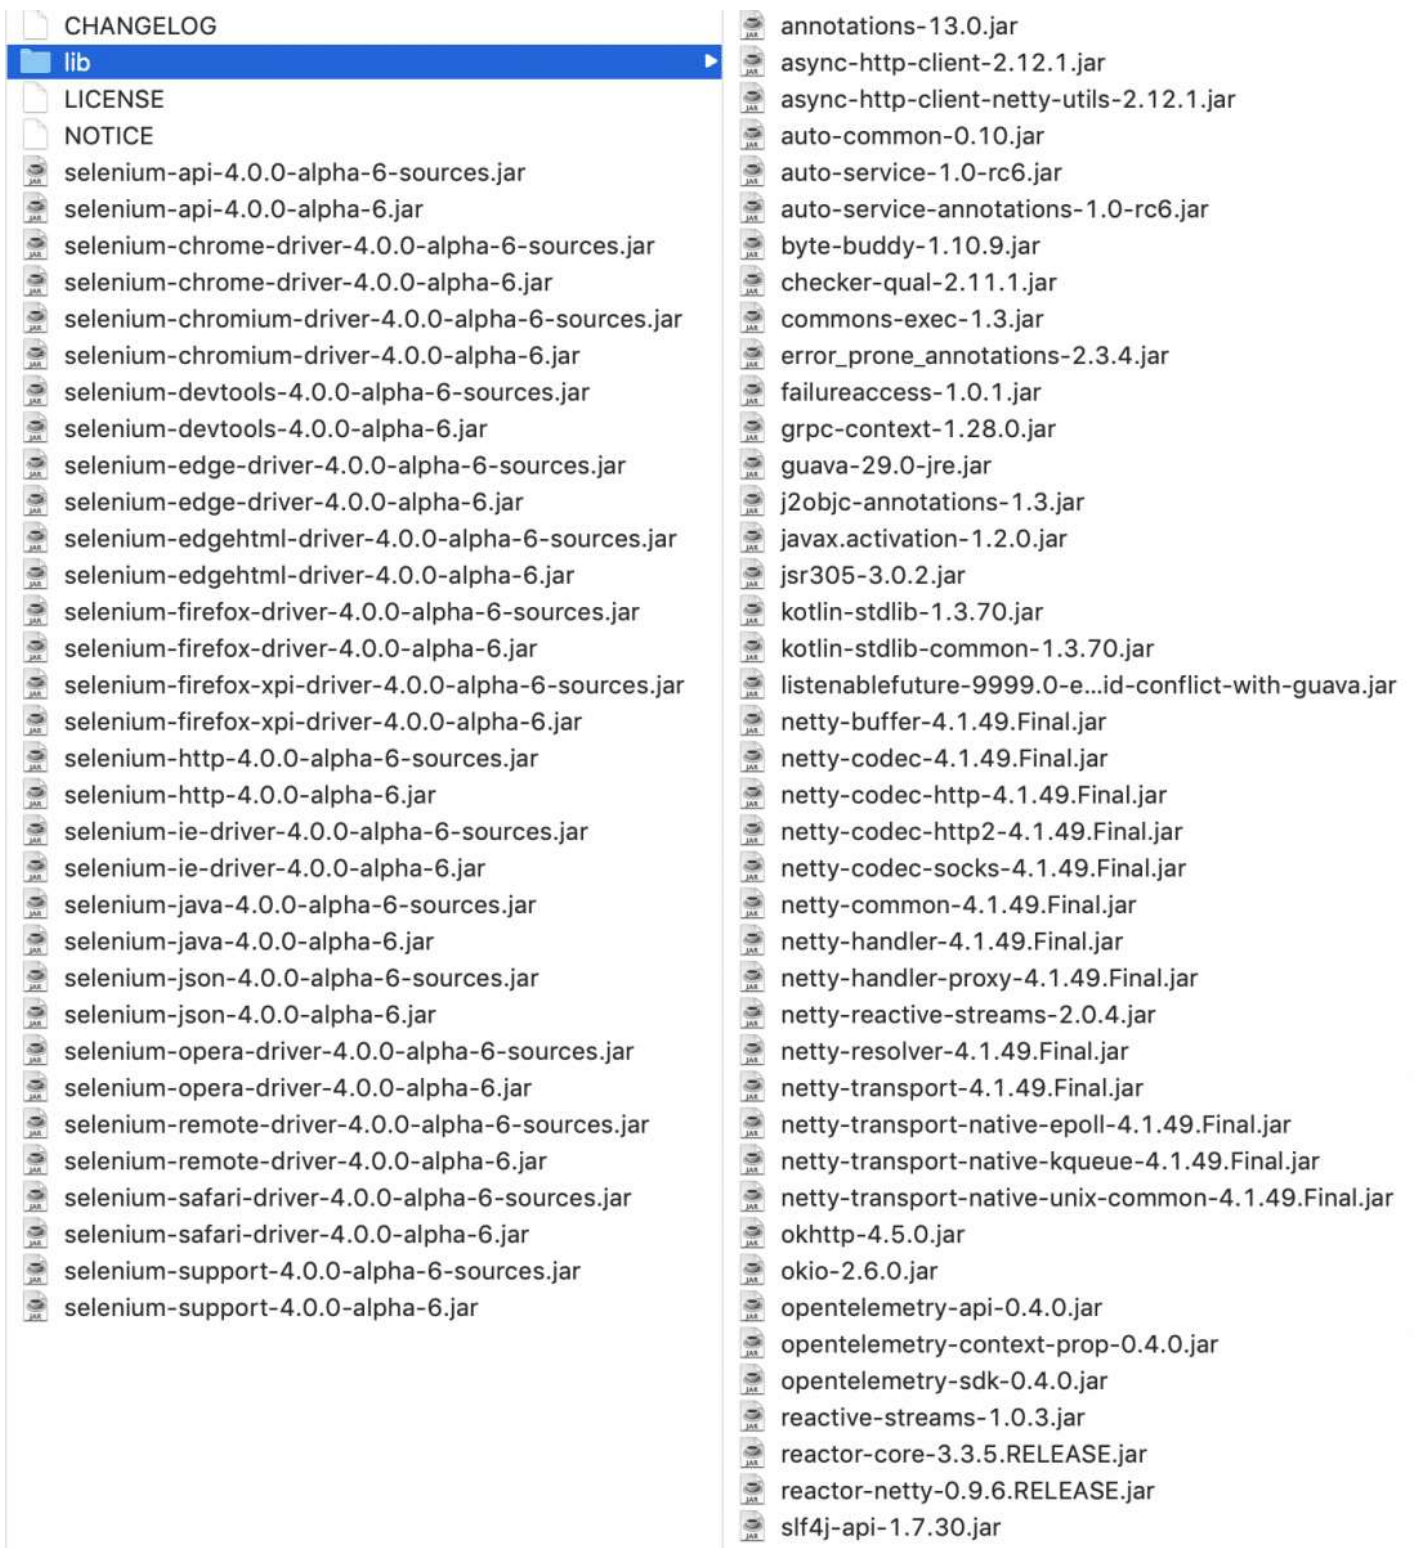 CHANGELOG
lib
LICENSE
NOTICE
selenium-api-4.0.0-alpha-6-sources.jar
selenium-api-4.0.0-alpha-6.jar
selenium-chrome-driver-4.0.0-alpha-6-sources.jar
selenium-chrome-driver-4.0.0-alpha-6.jar
selenium-chromium-driver-4.0.0-alpha-6-sources.jar
selenium-chromium-driver-4.0.0-alpha-6.jar
selenium-devtools-4.0.0-alpha-6-sources.jar
selenium-devtools-4.0.0-alpha-6.jar
selenium-edge-driver-4.0.0-alpha-6-sources.jar
selenium-edge-driver-4.0.0-alpha-6.jar
selenium-edgehtml-driver-4.0.0-alpha-6-sources.jar
selenium-edgehtml-driver-4.0.0-alpha-6.jar
selenium-firefox-driver-4.0.0-alpha-6-sources.jar
selenium-firefox-driver-4.0.0-alpha-6.jar
selenium-firefox-xpi-driver-4.0.0-alpha-6-sources.jar
selenium-firefox-xpi-driver-4.0.0-alpha-6.jar
selenium-http-4.0.0-alpha-6-sources.jar
selenium-http-4.0.0-alpha-6.jar
selenium-ie-driver-4.0.0-alpha-6-sources.jar
selenium-ie-driver-4.0.0-alpha-6.jar
selenium-java-4.0.0-alpha-6-sources.jar
selenium-java-4.0.0-alpha-6.jar
selenium-json-4.0.0-alpha-6-sources.jar
selenium-json-4.0.0-alpha-6.jar
selenium-opera-driver-4.0.0-alpha-6-sources.jar
selenium-opera-driver-4.0.0-alpha-6.jar
selenium-remote-driver-4.0.0-alpha-6-sources.jar
selenium-remote-driver-4.0.0-alpha-6.jar
selenium-safari-driver-4.0.0-alpha-6-sources.jar
selenium-safari-driver-4.0.0-alpha-6.jar
selenium-support-4.0.0-alpha-6-sources.jar
selenium-support-4.0.0-alpha-6.jar
annotations-13.0.jar
async-http-client-2.12.1.jar
async-http-client-netty-utils-2.12.1.jar
auto-common-0.10.jar
auto-service-1.0-rc6.jar
auto-service-annotations-1.0-rc6.jar
byte-buddy-1.10.9.jar
checker-qual-2.11.1.jar
commons-exec-1.3.jar
error_prone_annotations-2.3.4.jar
failureaccess-1.0.1.jar
grpc-context-1.28.0.jar
guava-29.0-jre.jar
j2objc-annotations-1.3.jar
javax.activation-1.2.0.jar
jsr305-3.0.2.jar
kotlin-stdlib-1.3.70.jar
kotlin-stdlib-common-1.3.70.jar
listenablefuture-9999.0-e...id-conflict-with-guava.jar
netty-buffer-4.1.49.Final.jar
netty-codec-4.1.49.Final.jar
netty-codec-http-4.1.49.Final.jar
netty-codec-http2-4.1.49.Final.jar
netty-codec-socks-4.1.49.Final.jar
netty-common-4.1.49.Final.jar
netty-handler-4.1.49.Final.jar
netty-handler-proxy-4.1.49.Final.jar
netty-reactive-streams-2.0.4.jar
netty-resolver-4.1.49.Final.jar
netty-transport-4.1.49.Final.jar
netty-transport-native-epoll-4.1.49.Final.jar
netty-transport-native-kqueue-4.1.49.Final.jar
netty-transport-native-unix-common-4.1.49.Final.jar
okhttp-4.5.0.jar
okio-2.6.0.jar
opentelemetry-api-0.4.0.jar
opentelemetry-context-prop-0.4.0.jar
opentelemetry-sdk-0.4.0.jar
reactive-streams-1.0.3.jar
reactor-core-3.3.5.RELEASE.jar
reactor-netty-0.9.6.RELEASE.jar
slf4j-api-1.7.30.jar